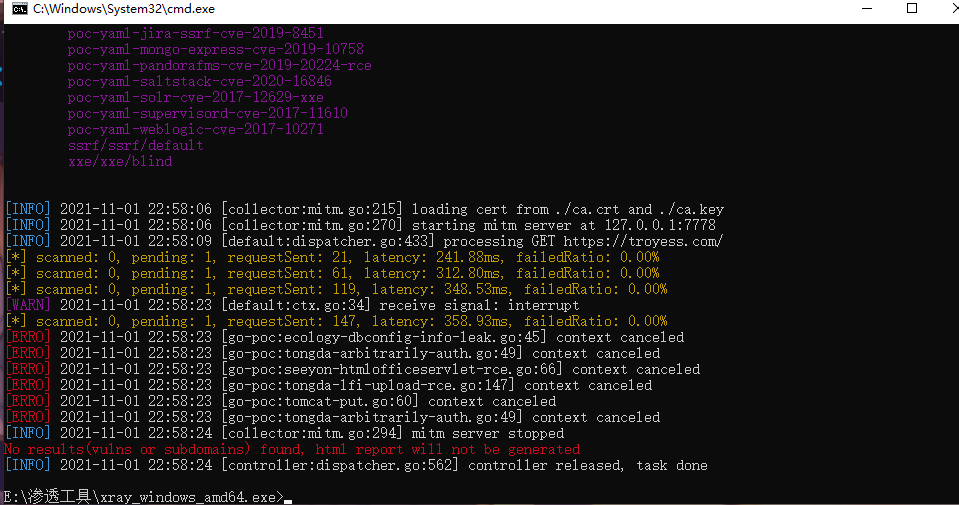 C:\Windows\System32\cmd.exe
poc-yaml-jira-ssrf-cve-2019-8451
poc-yaml-mongo-express-cve-2019-10758
poc-yaml-pandorafms-cve-2019-20224-rce
poc-yaml-saltstack-cve-2020-16846
poc-yaml-solr-cve-2017-12629-xxe
poc-yaml-supervisord-cve-2017-11610
poc-yaml-weblogic-cve-2017-10271
ssrf/ssrf/default
xxe/xxe/blind
[INFO] 2021-11-01 22:58:06 [collector:mitm.go:215] loading cert from ./ca.crt and ./ca.key
[INFO] 2021-11-01 22:58:06 [collector:mitm.go:270] starting mitm server at 127.0.0.1:7778
[INFO] 2021-11-01 22:58:09 [default:dispatcher.go:433] processing GET https://troyess.com/
[*] scanned: 0, pending: 1, requestSent: 21, latency: 241.88ms, failedRatio: 0.00%
[*] scanned: 0, pending: 1, requestSent: 61, latency: 312.80ms, failedRatio: 0.00%
[*] scanned: 0, pending: 1, requestSent: 119, latency: 348.53ms, failedRatio: 0.00%
[WARN] 2021-11-01 22:58:23 [default:ctx.go:34] receive signal: interrupt
[*] scanned: 0, pending: 1, requestSent: 147, latency: 358.93ms, failedRatio: 0.00%
[ERRO] 2021-11-01 22:58:23 [go-poc:ecology-dbconfig-info-leak.go:45] context canceled
[ERRO] 2021-11-01 22:58:23 [go-poc:tongda-arbitrarily-auth.go:49] context canceled
[ERRO] 2021-11-01 22:58:23 [go-poc:seeyon-htmlofficeservlet-rce.go:66] context canceled
[ERRO] 2021-11-01 22:58:23 [go-poc:tongda-lfi-upload-rce.go:147] context canceled
[ERRO] 2021-11-01 22:58:23 [go-poc:tomcat-put.go:60] context canceled
[ERRO] 2021-11-01 22:58:23 [go-poc:tongda-arbitrarily-auth.go:49] context canceled
[INFO] 2021-11-01 22:58:24 [collector:mitm.go:294] mitm server stopped
No results(vulns or subdomains) found, html report will not be generated
[INFO] 2021-11-01 22:58:24 [controller:dispatcher.go:562] controller released, task done
E:\渗透工具\xray_windows_amd64.exe>